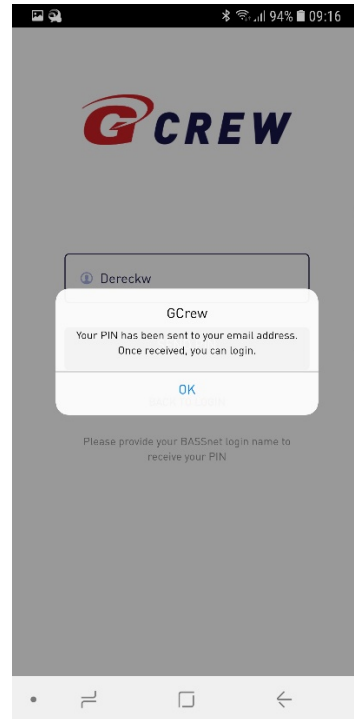 94% 09:16
GCREW
Dereckw
GCrew
Your PIN has been sent to your email address.
Once received, you can login.
OK
Please provide your BASSnet login name to
receive your PIN